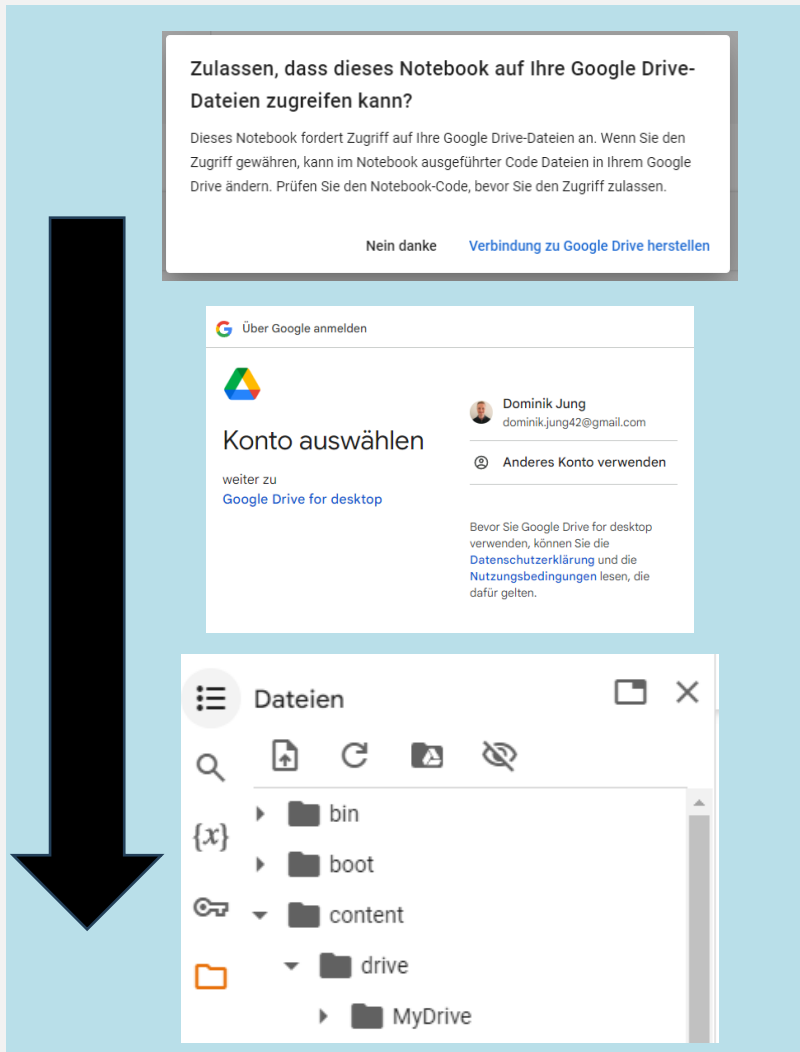 Zulassen, dass dieses Notebook auf Ihre Google Drive-
Dateien zugreifen kann?
Dieses Notebook fordert Zugriff auf Ihre Google Drive-Dateien an. Wenn Sie den
Zugriff gewähren, kann im Notebook ausgeführter Code Dateien in Ihrem Google
Drive ändern. Prüfen Sie den Notebook-Code, bevor Sie den Zugriff zulassen.
Nein danke
Verbindung zu Google Drive herstellen
Über Google anmelden
Konto auswählen
weiter zu
Google Drive for desktop
Dominik Jung
dominik.jung42@gmail.com
Anderes Konto verwenden
Bevor Sie Google Drive for desktop
verwenden, können Sie die
Datenschutzerklärung und die
Nutzungsbedingungen lesen, die
dafür gelten.
Dateien
{x}
bin
boot
content
drive
MyDrive